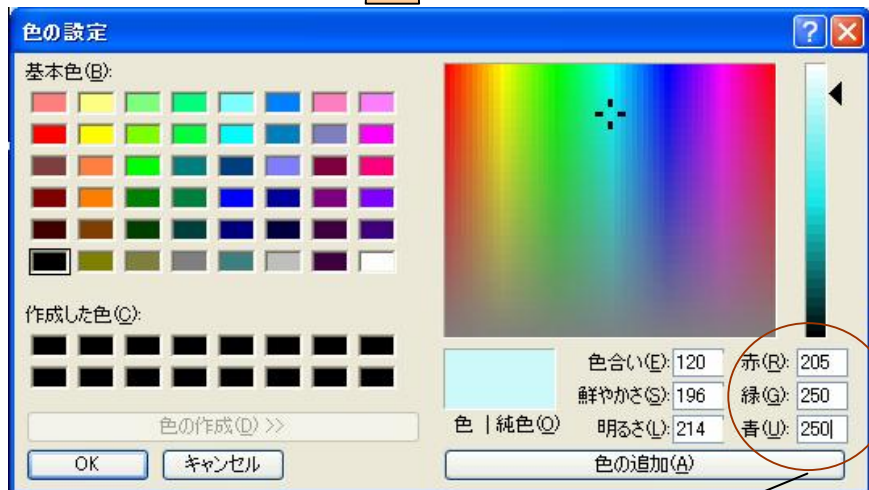 色の設定
基本色(B):
作成した色(C):
色の作成(D) >>
OK キャンセル
色 | 純色(O)
色合い(E): 120 赤(R): 205
鮮やかさ(S): 196 緑(G): 250
明るさ(L): 214 青(U): 250
色の追加(A)